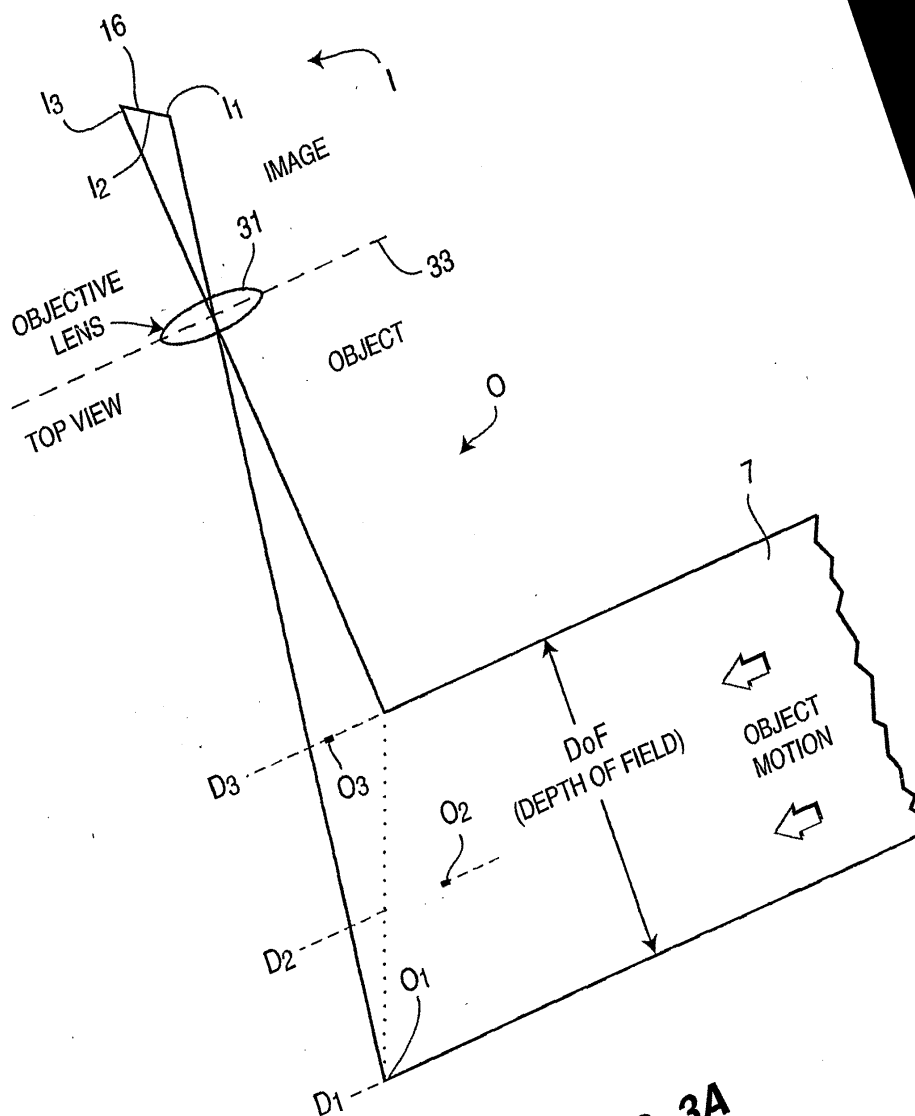 16
I
I3
I1
I2
IMAGE
31
33
OBJECTIVE
LENS
OBJECT
TOP VIEW
O
7
OBJECT
MOTION
DoF
(DEPTH OF FIELD)
D3
O3
O2
D2
O1
D1
3A